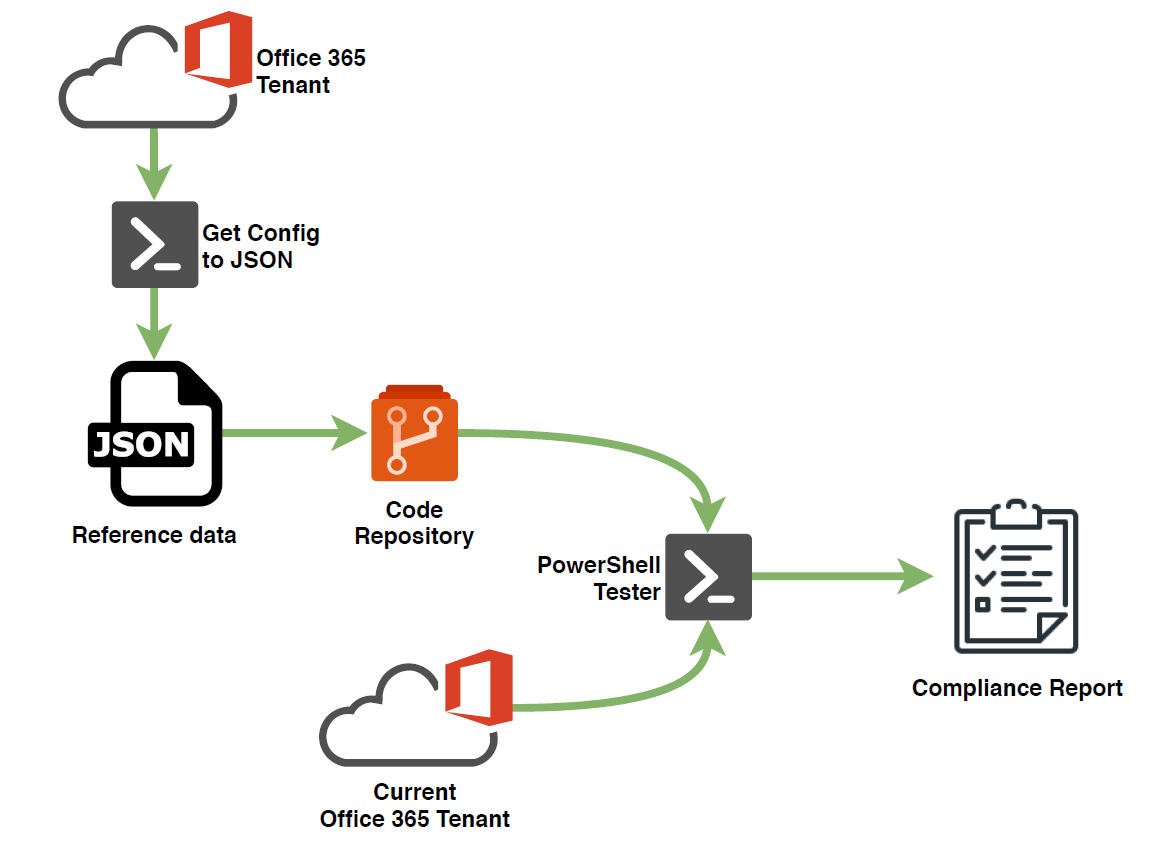 Office 365
Tenant
Get Config
to JSON
JSON
Reference data
Code
Repository
PowerShell
Tester
Compliance Report
Current
Office 365 Tenant